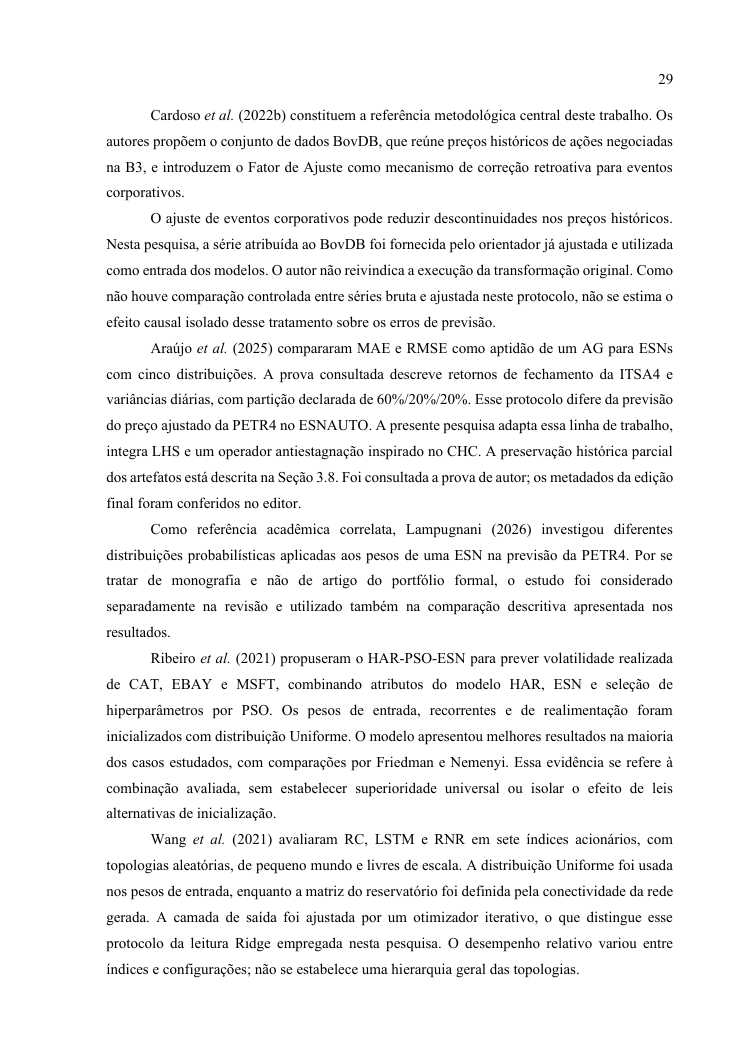 29
Cardoso et al. (2022b) constituem a referência metodológica central deste trabalho. Os
autores propõem o conjunto de dados BovDB, que reúne preços históricos de ações negociadas
na B3, e introduzem o Fator de Ajuste como mecanismo de correção retroativa para eventos
corporativos.
O ajuste de eventos corporativos pode reduzir descontinuidades nos preços históricos.
Nesta pesquisa, a série atribuída ao BovDB foi fornecida pelo orientador já ajustada e utilizada
como entrada dos modelos. O autor não reivindica a execução da transformação original. Como
não houve comparação controlada entre séries bruta e ajustada neste protocolo, não se estima o
efeito causal isolado desse tratamento sobre os erros de previsão.
Araújo et al. (2025) compararam MAE e RMSE como aptidão de um AG para ESNs
com cinco distribuições. A prova consultada descreve retornos de fechamento da ITSA4 e
variâncias diárias, com partição declarada de 60%/20%/20%. Esse protocolo difere da previsão
do preço ajustado da PETR4 no ESNAUTO. A presente pesquisa adapta essa linha de trabalho,
integra LHS e um operador antiestagnação inspirado no CHC. A preservação histórica parcial
dos artefatos está descrita na Seção 3.8. Foi consultada a prova de autor; os metadados da edição
final foram conferidos no editor.
Como referência acadêmica correlata, Lampugnani (2026) investigou diferentes
distribuições probabilísticas aplicadas aos pesos de uma ESN na previsão da PETR4. Por se
tratar de monografia e não de artigo do portfólio formal, o estudo foi considerado
separadamente na revisão e utilizado também na comparação descritiva apresentada nos
resultados.
Ribeiro et al. (2021) propuseram o HAR-PSO-ESN para prever volatilidade realizada
de CAT, EBAY e MSFT, combinando atributos do modelo HAR, ESN e seleção de
hiperparâmetros por PSO. Os pesos de entrada, recorrentes e de realimentação foram
inicializados com distribuição Uniforme. O modelo apresentou melhores resultados na maioria
dos casos estudados, com comparações por Friedman e Nemenyi. Essa evidência se refere à
combinação avaliada, sem estabelecer superioridade universal ou isolar o efeito de leis
alternativas de inicialização.
Wang et al. (2021) avaliaram RC, LSTM e RNR em sete índices acionários, com
topologias aleatórias, de pequeno mundo e livres de escala. A distribuição Uniforme foi usada
nos pesos de entrada, enquanto a matriz do reservatório foi definida pela conectividade da rede
gerada. A camada de saída foi ajustada por um otimizador iterativo, o que distingue esse
protocolo da leitura Ridge empregada nesta pesquisa. O desempenho relativo variou entre
índices e configurações; não se estabelece uma hierarquia geral das topologias.